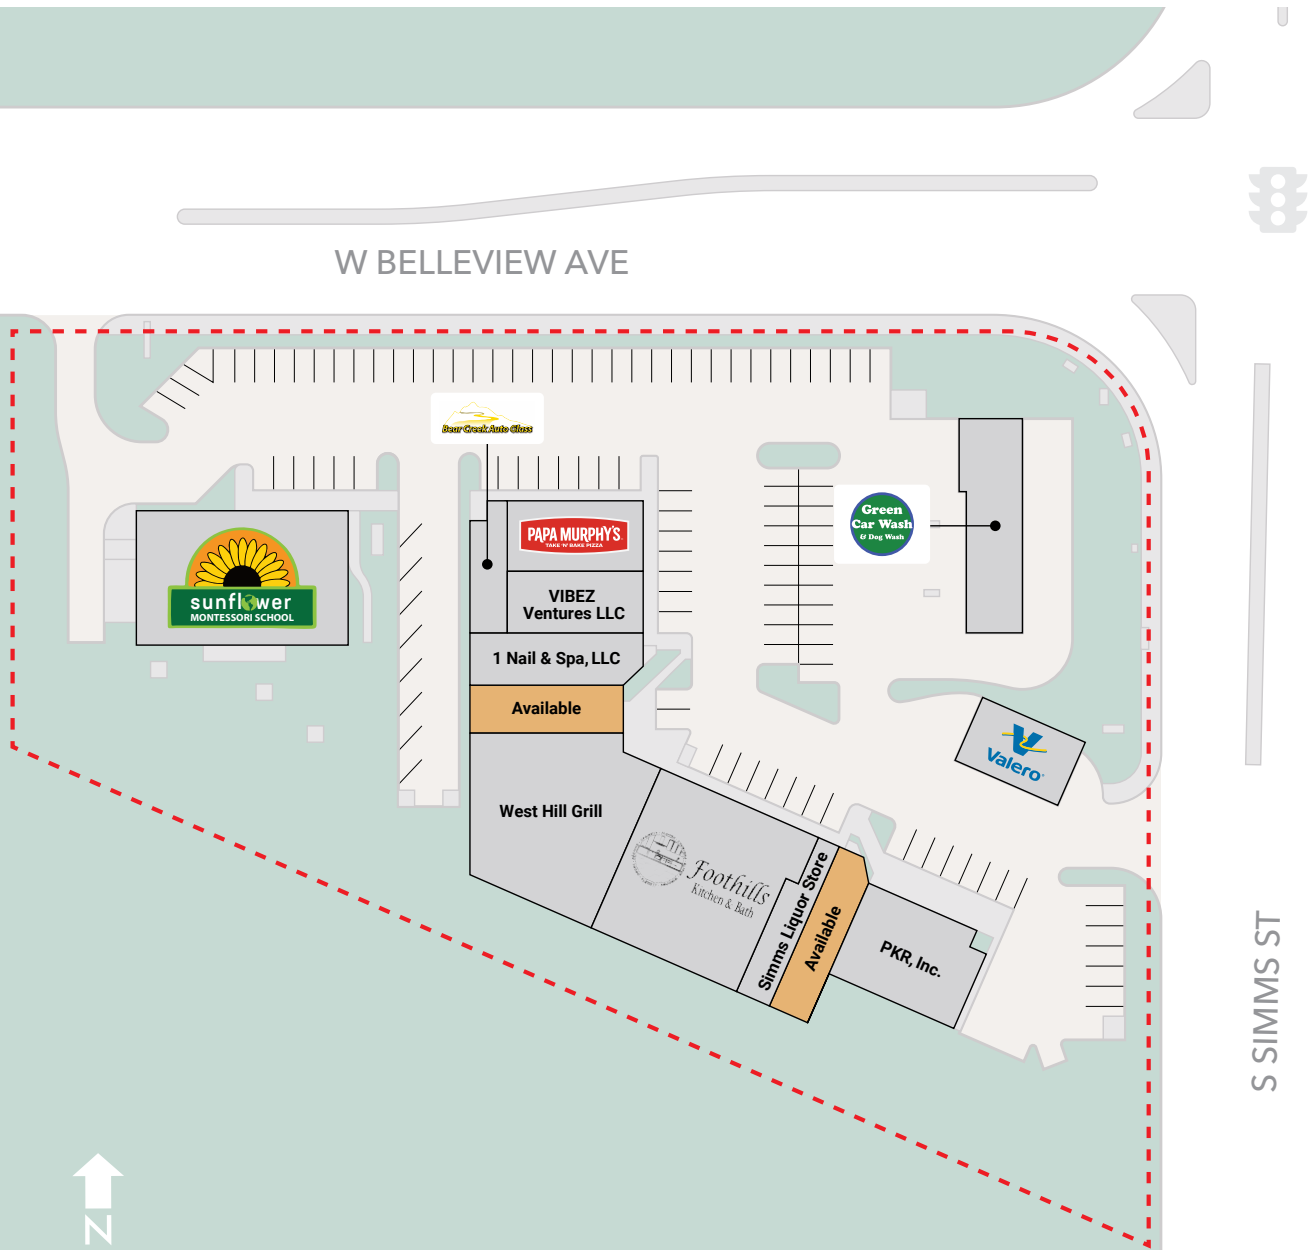 W BELLEVIEW AVE
Bear Creek Auto Glass
PAPA MURPHY'S
TAKE 'N' BAKE PIZZA
Green
Car Wash
& Dog Wash
sunflower
MONTESSORI SCHOOL
VIBEZ
Ventures LLC
1 Nail & Spa, LLC
Available
Valero
West Hill Grill
Foothills
Kitchen & Bath
Simms Liquor Store
Available
PKR, Inc.
S SIMMS ST
N